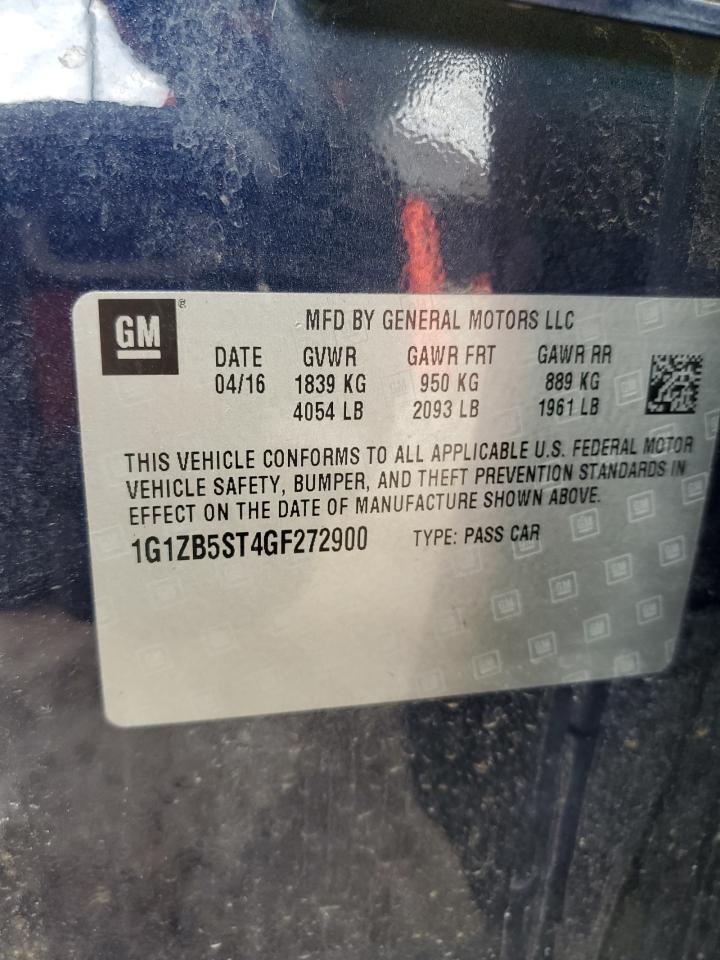 GM ®
MFD BY GENERAL MOTORS LLC
DATE GVWR GAWR FRT GAWR RR
04/16 1839 KG 950 KG 889 KG
4054 LB 2093 LB 1961 LB
THIS VEHICLE CONFORMS TO ALL APPLICABLE U.S. FEDERAL MOTOR
VEHICLE SAFETY, BUMPER, AND THEFT PREVENTION STANDARDS IN
EFFECT ON THE DATE OF MANUFACTURE SHOWN ABOVE.
1G1ZB5ST4GF272900 TYPE: PASS CAR